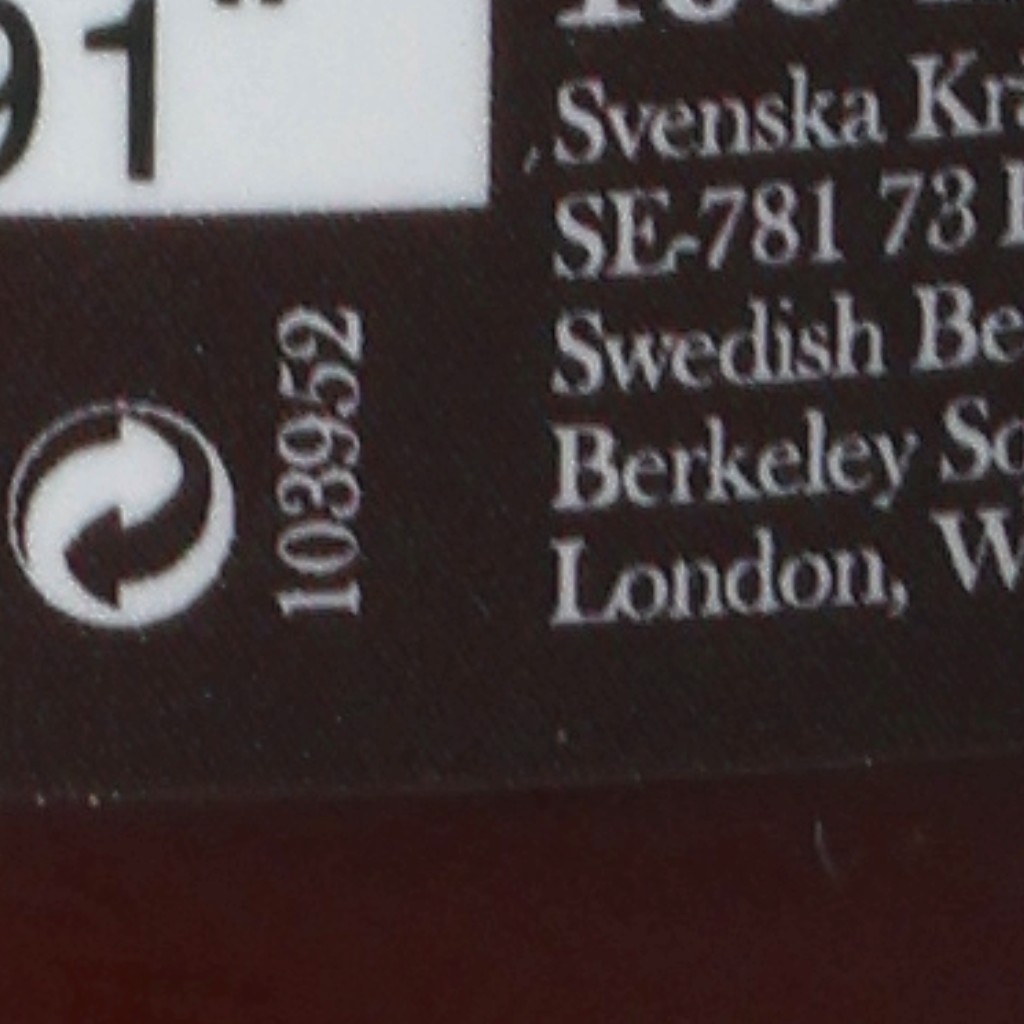 91
103952
Svenska
SE-781 73
Swedish
Berkeley
London,